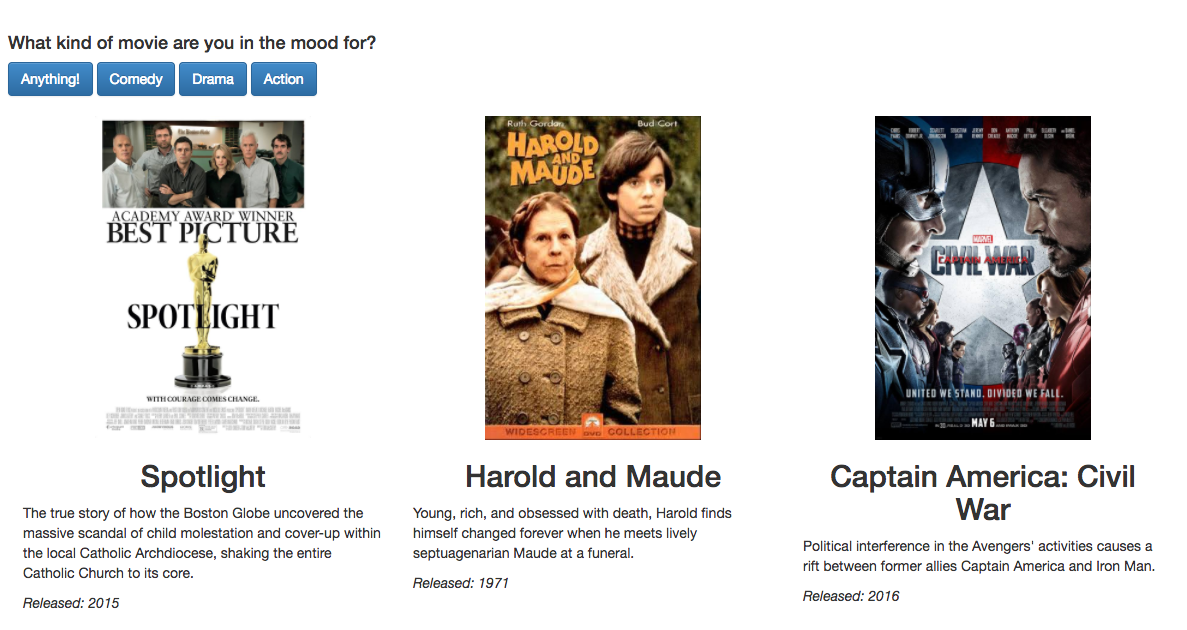 What kind of movie are you in the mood for?
Anything! Comedy Drama Action
ACADEMY AWARD® WINNER
BEST PICTURE
SPOTLIGHT
WITH COURAGE COMES CHANGE.
Spotlight
The true story of how the Boston Globe uncovered the
massive scandal of child molestation and cover-up within
the local Catholic Archdiocese, shaking the entire
Catholic Church to its core.
Released: 2015
Ruth Gordon Bud Cort
HAROLD
AND
MAUDE
WIDESCREEN DVD COLLECTION
Harold and Maude
Young, rich, and obsessed with death, Harold finds
himself changed forever when he meets lively
septuagenarian Maude at a funeral.
Released: 1971
MARVEL
CAPTAIN AMERICA
CIVIL WAR
UNITED WE STAND. DIVIDED WE FALL.
MAY 6
Captain America: Civil
War
Political interference in the Avengers' activities causes a
rift between former allies Captain America and Iron Man.
Released: 2016